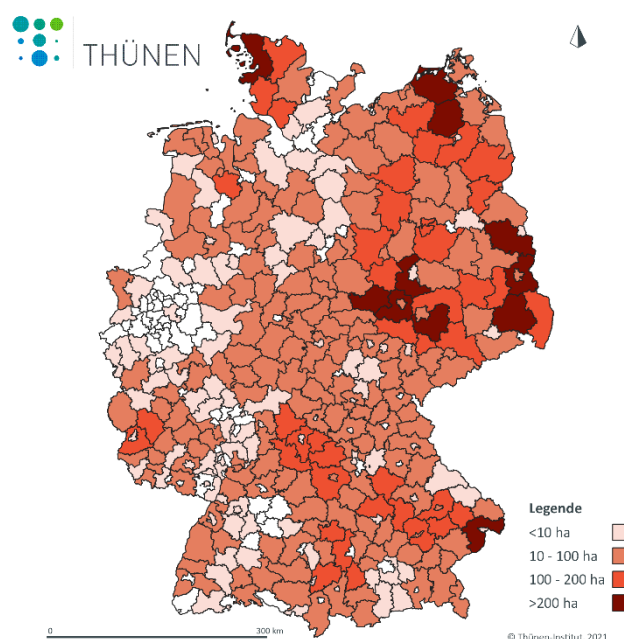 THÜNEN
Legende
<10 ha
10 - 100 ha
100 - 200 ha
>200 ha
0
300 km
© Thünen-Institut, 2021